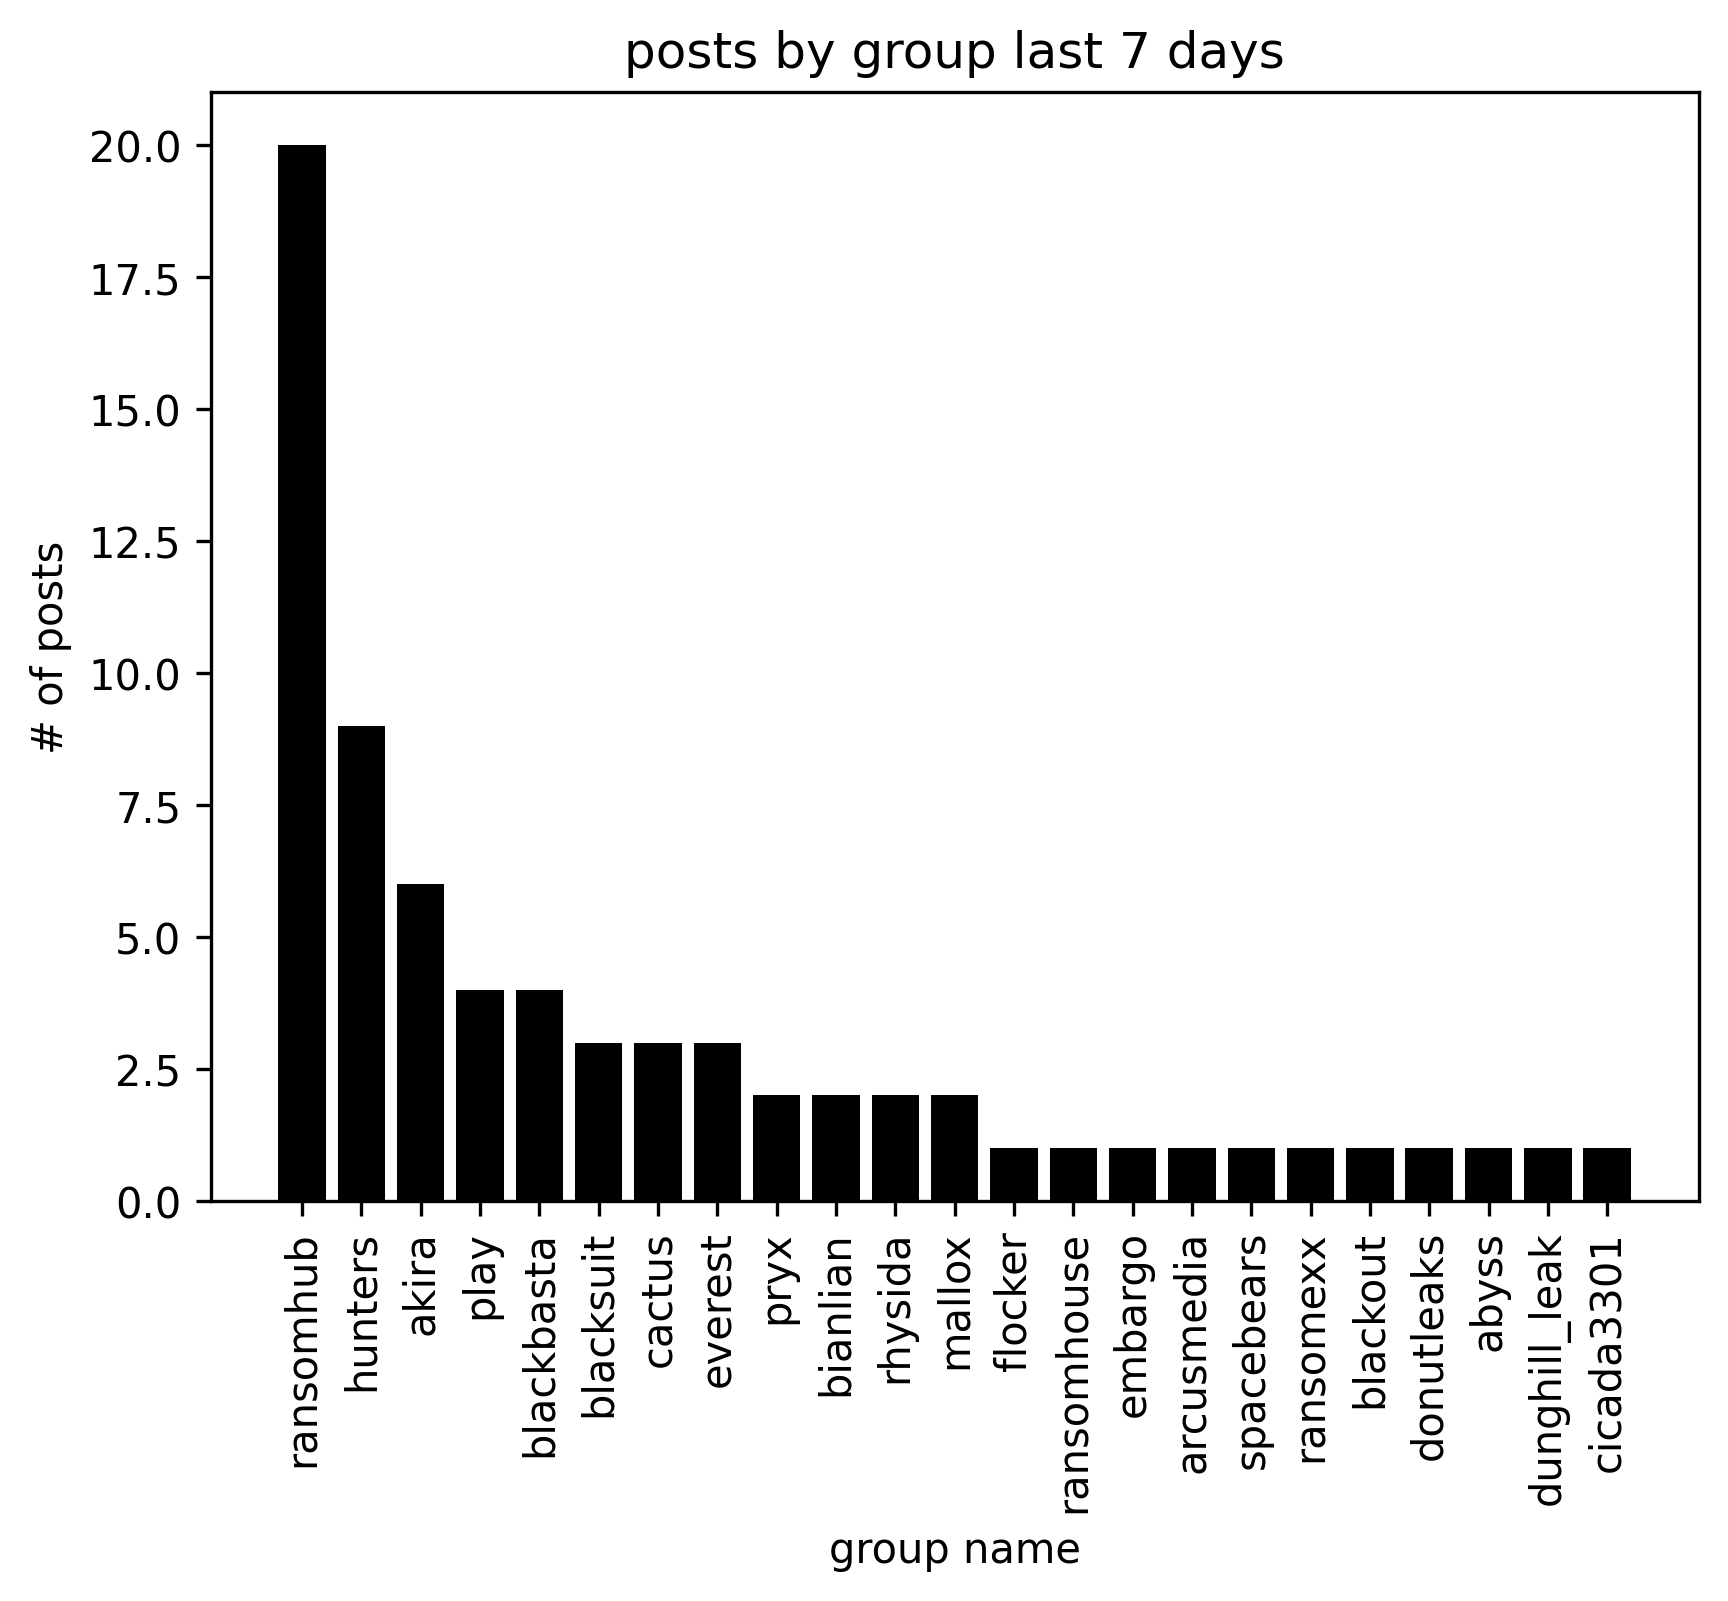 posts by group last 7 days
20.0
17.5
15.0
12.5
10.0
7.5
5.0
2.5
0.0
# of posts
ransomhub
hunters
akira
play
blackbasta
blacksuit
cactus
everest
pryx
bianlian
rhysida
mallox
flocker
ransomhouse
embargo
arcusmedia
spacebears
ransomexx
blackout
donutleaks
abyss
dunghill_leak
cicada3301
group name